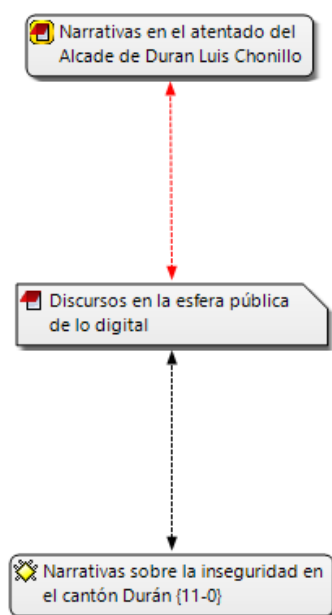 Narrativas en el atentado del
Alcade de Duran Luis Chonillo
Discursos en la esfera pública
de lo digital
Narrativas sobre la inseguridad en
el cantón Durán {11-0}